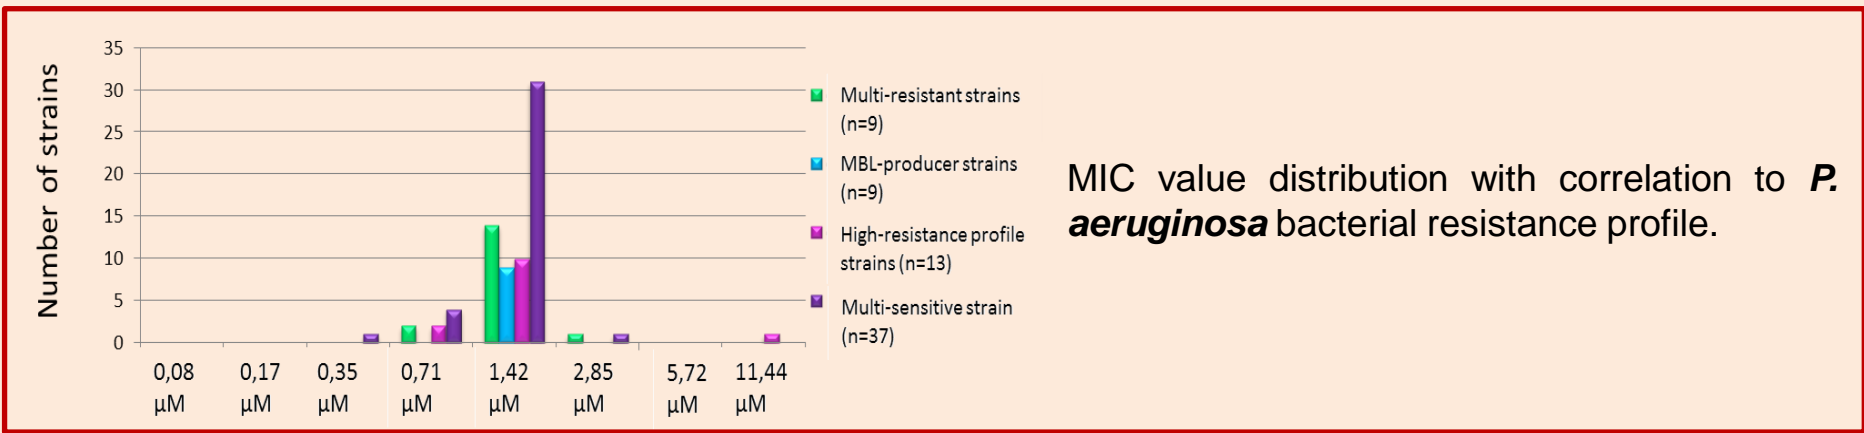 Number of strains
35
30
25
20
15
10
5
0
0,08 µM
0,17 µM
0,35 µM
0,71 µM
1,42 µM
2,85 µM
5,72 µM
11,44 µM
Multi-resistant strains
(n=9)
MBL-producer strains
(n=9)
High-resistance profile
strains (n=13)
Multi-sensitive strain
(n=37)
MIC value distribution with correlation to P.
aeruginosa bacterial resistance profile.